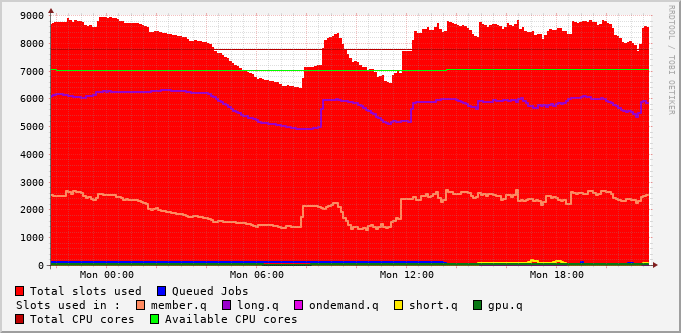 9000
8000
7000
6000
5000
4000
3000
2000
1000
0
Mon 00:00 Mon 06:00 Mon 12:00 Mon 18:00
RRDTOOL / TOBI OETIKER
Total slots used Queued Jobs
Slots used in : member.q long.q ondemand.q short.q gpu.q
Total CPU cores Available CPU cores